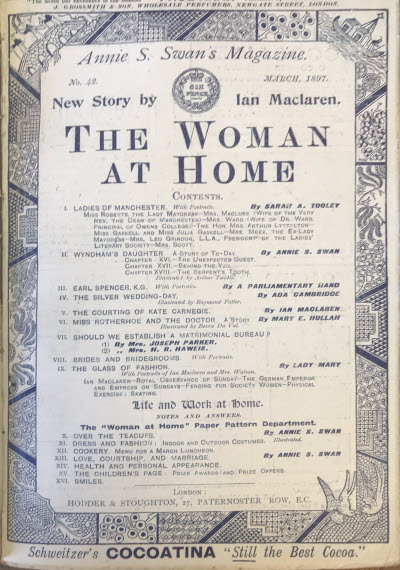 J. GROSSMITH & SON, WHOLESALE PERFUMERS, NEWGATE STREET, LONDON.
Annie S. Swan's Magazine.
No. 42.
SIX PENCE
MARCH, 1897.
New Story by Ian Maclaren.
THE WOMAN
AT HOME
CONTENTS.
I. LADIES OF MANCHESTER. With Portraits. By SARAH A. TOOLEY
MISS ROBERTS, THE LADY MAYORESS—MRS. MACLURE (WIFE OF THE VERY
REV. THE DEAN OF MANCHESTER)—MRS. WARD (WIFE OF DR. WARD,
PRINCIPAL OF OWENS COLLEGE)—THE HON. MRS. ARTHUR LYTTELTON—
MISS GASKELL AND MISS JULIA GASKELL—MRS. MEEK, THE EX-LADY
MAYORESS—MRS. LEO GRINDON, L.L.A., PRESIDENT OF THE LADIES'
LITERARY SOCIETY—MRS. SCOTT.
II. WYNDHAM'S DAUGHTER. A STORY OF TO-DAY. By ANNIE S. SWAN
CHAPTER XVI.—THE UNEXPECTED GUEST.
CHAPTER XVII.—BEHIND THE VEIL.
CHAPTER XVIII.—THE SERPENT'S TOOTH.
Illustrated by Arthur Twidle.
III. EARL SPENCER, K.G. With Portraits. By A PARLIAMENTARY HAND
IV. THE SILVER WEDDING-DAY. By ADA CAMBRIDGE
Illustrated by Raymond Potter.
V. THE COURTING OF KATE CARNEGIE. By IAN MACLAREN.
VI. MISS ROTHERHOE AND THE DOCTOR. A STORY By MARY E. HULLAH
Illustrated by Bessie Du Val.
VII. SHOULD WE ESTABLISH A MATRIMONIAL BUREAU?
(1) By Mrs. JOSEPH PARKER.
(2) ,, Mrs. H. R. HAWEIS.
VIII. BRIDES AND BRIDEGROOMS. With Portraits.
IX. THE GLASS OF FASHION. By LADY MARY
With Portraits of Ian Maclaren and Mrs. Watson.
IAN MACLAREN—ROYAL OBSERVANCE OF SUNDAY—THE GERMAN EMPEROR
AND EMPRESS ON SUNDAYS—FENCING FOR SOCIETY WOMEN—PHYSICAL
EXERCISE: SKATING.
Life and Work at Home.
NOTES AND ANSWERS.
The "Woman at Home" Paper Pattern Department.
X. OVER THE TEACUPS. By ANNIE S. SWAN
XI. DRESS AND FASHION: INDOOR AND OUTDOOR COSTUMES. Illustrated.
XII. COOKERY. MENU FOR A MARCH LUNCHEON.
XIII. LOVE, COURTSHIP, AND MARRIAGE. By ANNIE S. SWAN
XIV. HEALTH AND PERSONAL APPEARANCE.
XV. THE CHILDREN'S PAGE: PRIZE AWARDS AND PRIZE OFFERS.
XVI. SMILES.
LONDON:
HODDER & STOUGHTON, 27, PATERNOSTER ROW, E.C.
Schweitzer's COCOATINA "Still the Best Cocoa."